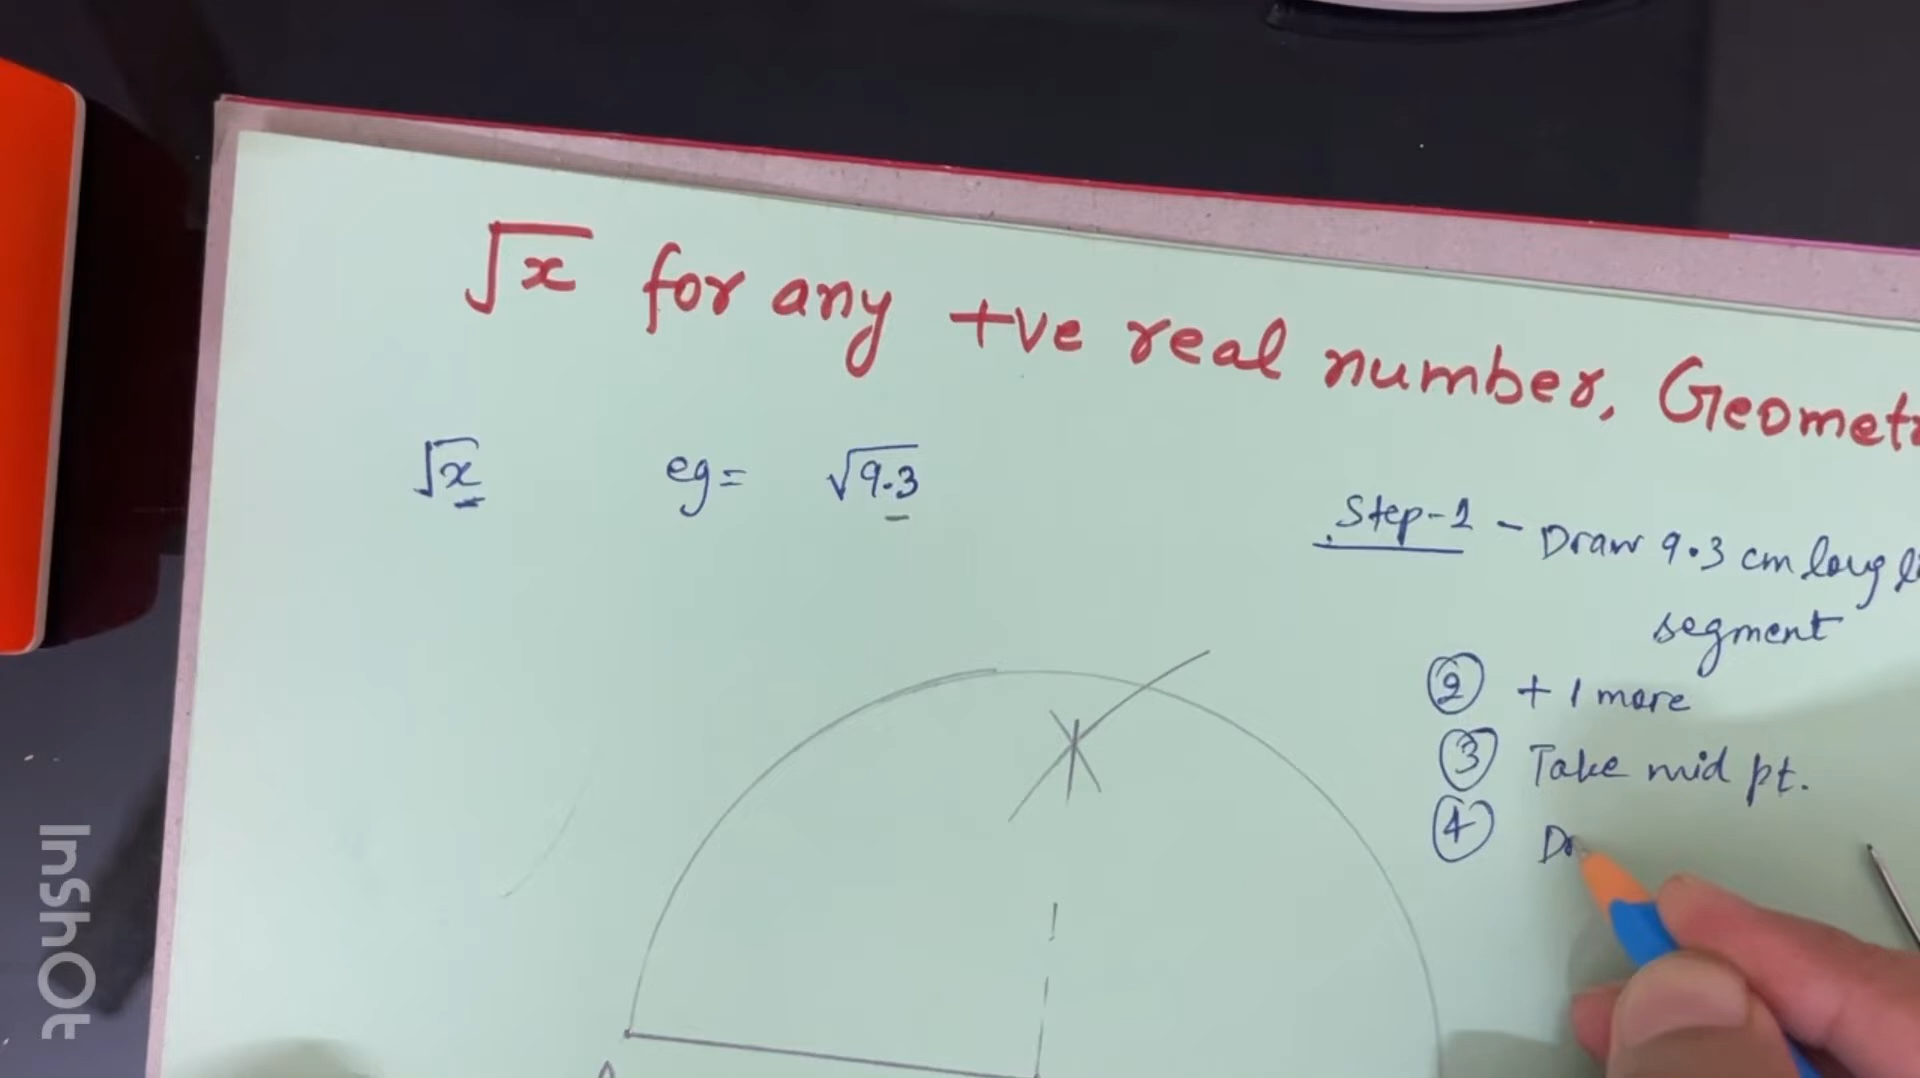 √x for any +ve real number, Geomet
√x eg= √9.3
Step-1 - Draw 9.3 cm long
segment
② + 1 more
③ Take mid pt.
④ Dr
A
InShOt